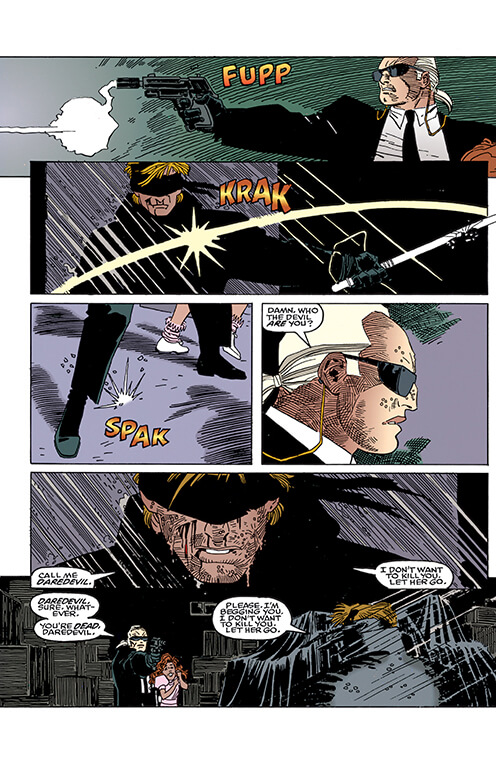 FUPP
KRAK
SPAK
DAMN. WHO
THE DEVIL
ARE YOU?
CALL ME
DAREDEVIL.
I DON'T WANT
TO KILL YOU.
LET HER GO.
DAREDEVIL.
SURE. WHAT-
EVER.
YOU'RE DEAD,
DAREDEVIL.
PLEASE. I'M
BEGGING YOU.
I DON'T WANT
TO KILL YOU.
LET HER GO.